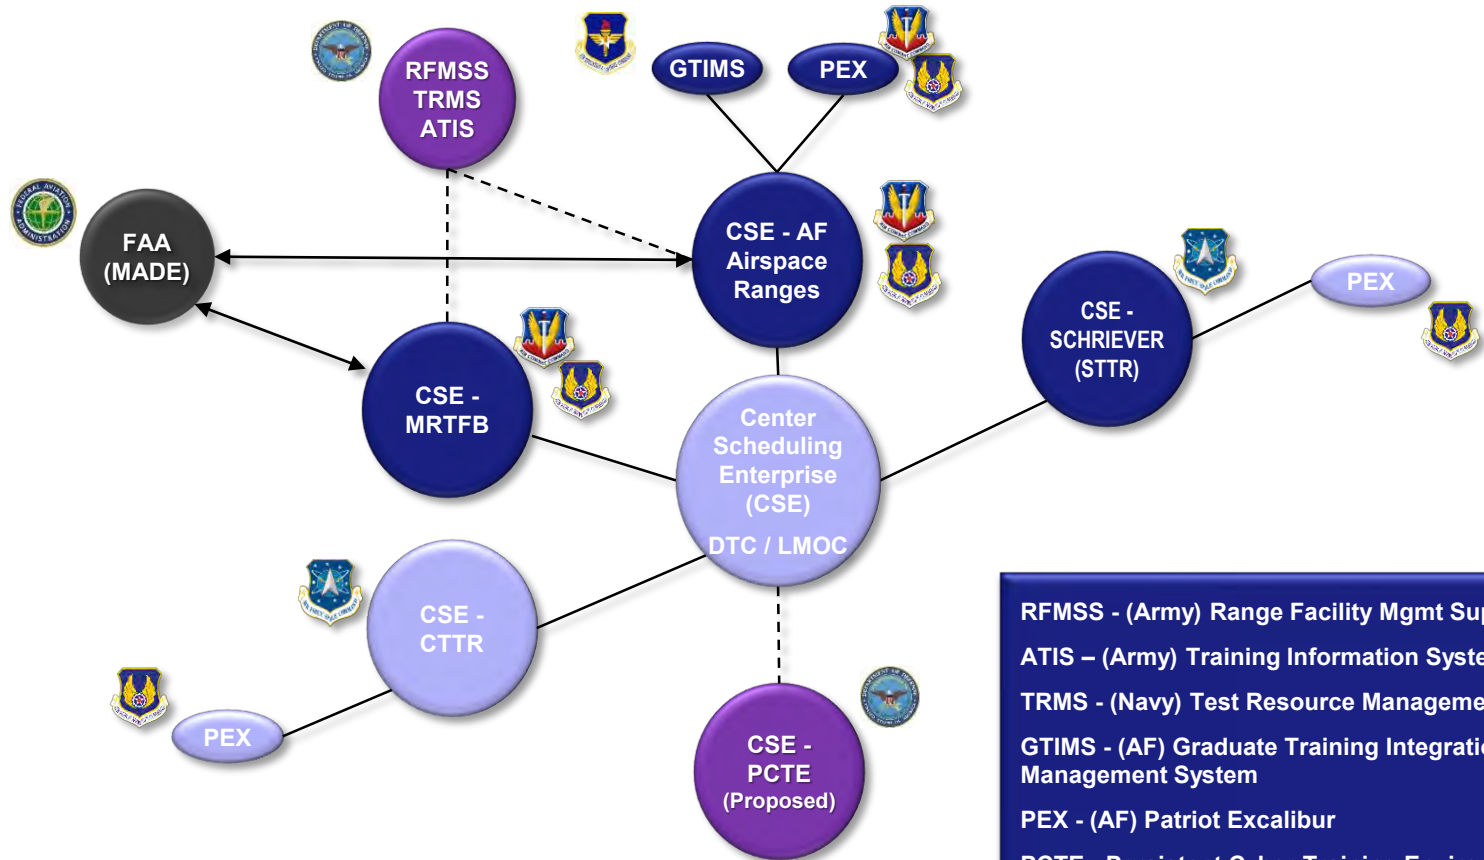 RFMSS
TRMS
ATIS
GTIMS
PEX
FAA
(MADE)
CSE - AF
Airspace
Ranges
CSE -
SCHRIEVER
(STTR)
PEX
CSE -
MRTFB
Center
Scheduling
Enterprise
(CSE)
DTC / LMOC
CSE -
CTTR
PEX
CSE -
PCTE
(Proposed)
RFMSS - (Army) Range Facility Mgmt Sup
ATIS – (Army) Training Information Syste
TRMS - (Navy) Test Resource Manageme
GTIMS - (AF) Graduate Training Integratio
Management System
PEX - (AF) Patriot Excalibur